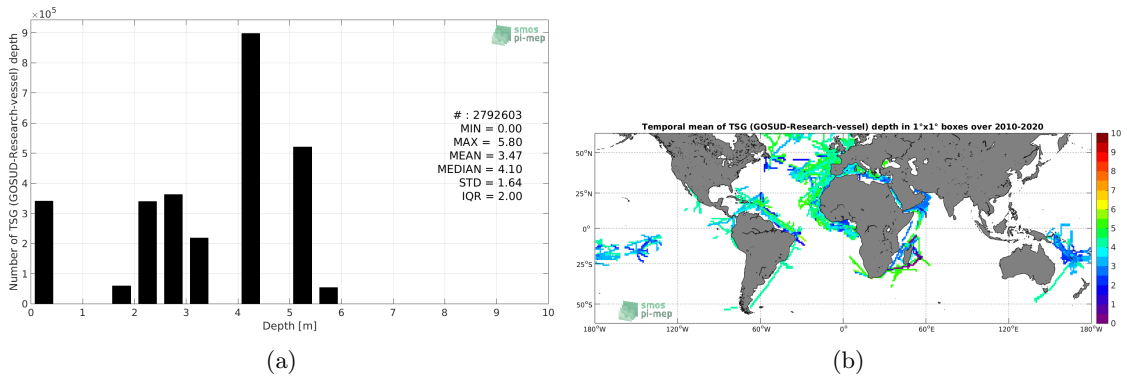 ×10⁵
9
8
7
6
5
4
3
2
1
0
Number of TSG (GOSUD-Research-vessel) depth
smos
pi-mep
# : 2792603
MIN = 0.00
MAX = 5.80
MEAN = 3.47
MEDIAN = 4.10
STD = 1.64
IQR = 2.00
0 1 2 3 4 5 6 7 8 9 10
Depth [m]
(a)
Temporal mean of TSG (GOSUD-Research-vessel) depth in 1°x1° boxes over 2010-2020
50°N
25°N
0°
25°S
50°S
smos
pi-mep
180°W 120°W 60°W 0° 60°E 120°E 180°E
10
9
8
7
6
5
4
3
2
1
0
(b)